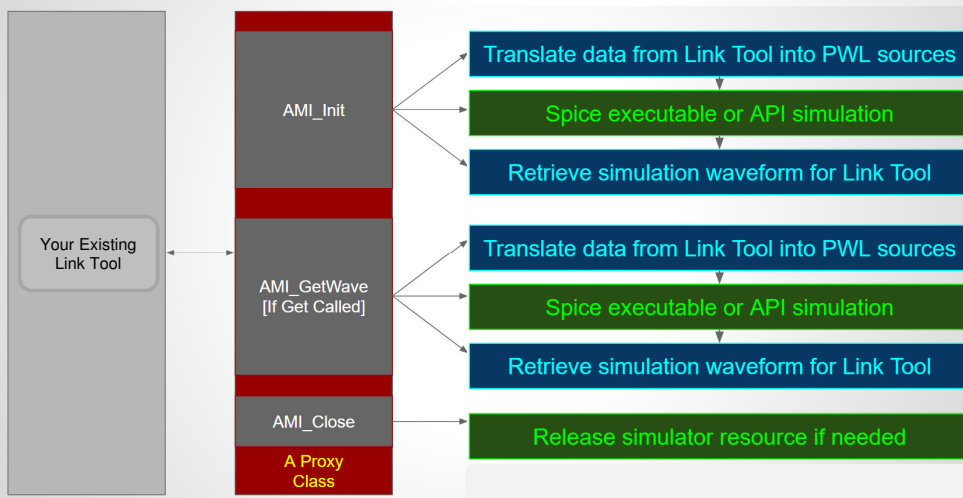 Your Existing
Link Tool
AMI_Init
Translate data from Link Tool into PWL sources
Spice executable or API simulation
Retrieve simulation waveform for Link Tool
AMI_GetWave
[If Get Called]
Translate data from Link Tool into PWL sources
Spice executable or API simulation
Retrieve simulation waveform for Link Tool
AMI_Close
Release simulator resource if needed
A Proxy
Class